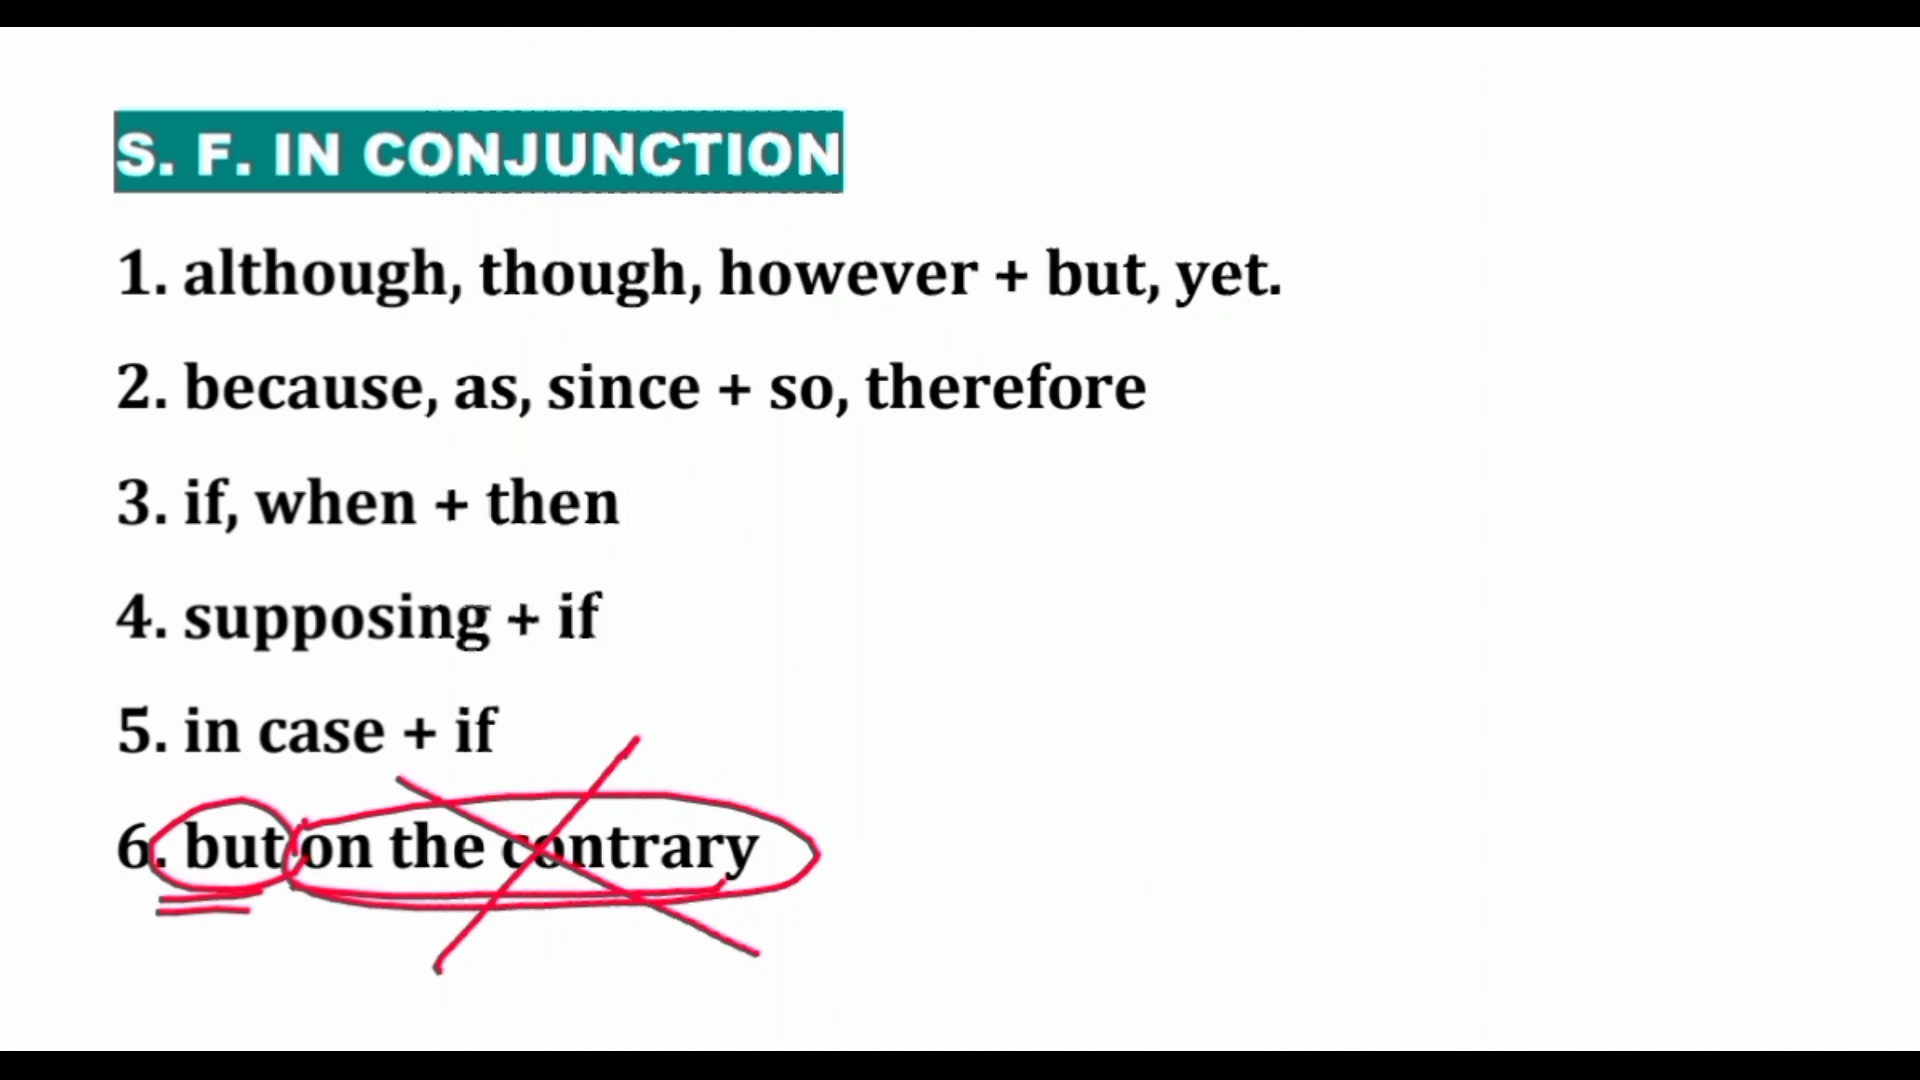 S. F. IN CONJUNCTION
1. although, though, however + but, yet.
2. because, as, since + so, therefore
3. if, when + then
4. supposing + if
5. in case + if
6. but on the contrary